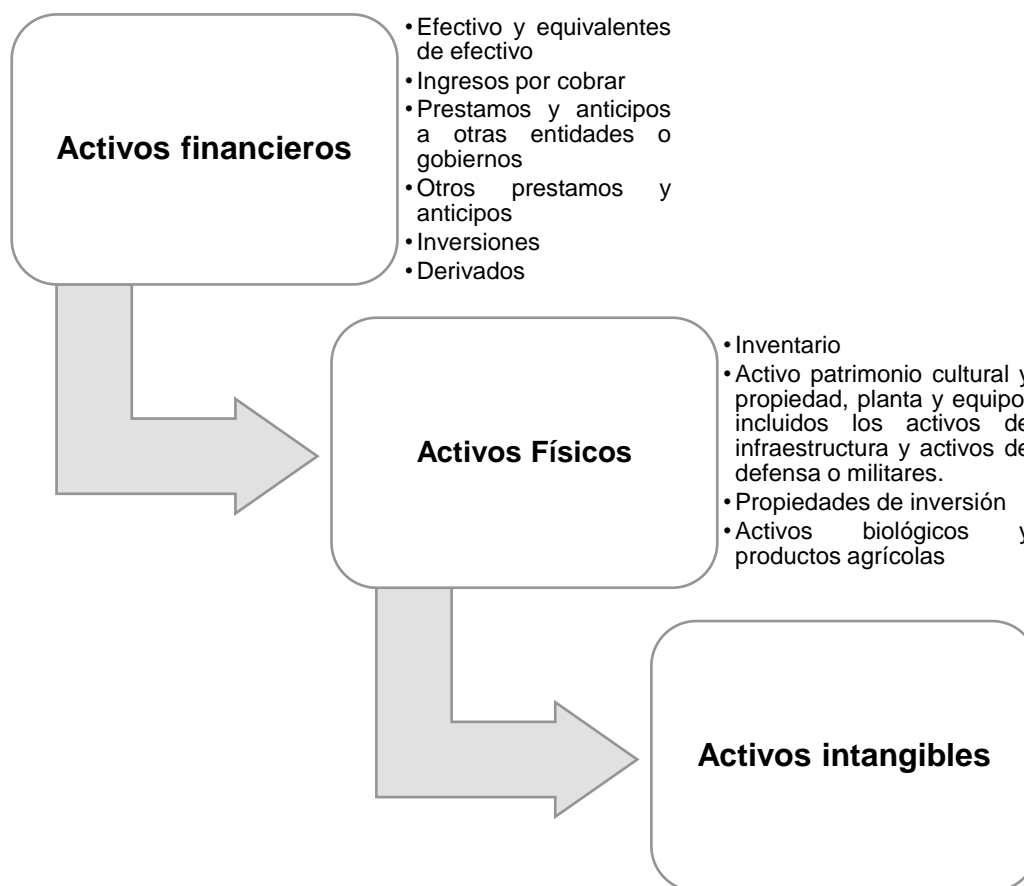 Activos financieros
• Efectivo y equivalentes
de efectivo
• Ingresos por cobrar
• Prestamos y anticipos
a otras entidades o
gobiernos
• Otros prestamos y
anticipos
• Inversiones
• Derivados
Activos Físicos
• Inventario
• Activo patrimonio cultural y
propiedad, planta y equipo,
incluidos los activos de
infraestructura y activos de
defensa o militares.
• Propiedades de inversión
• Activos biológicos y
productos agrícolas
Activos intangibles